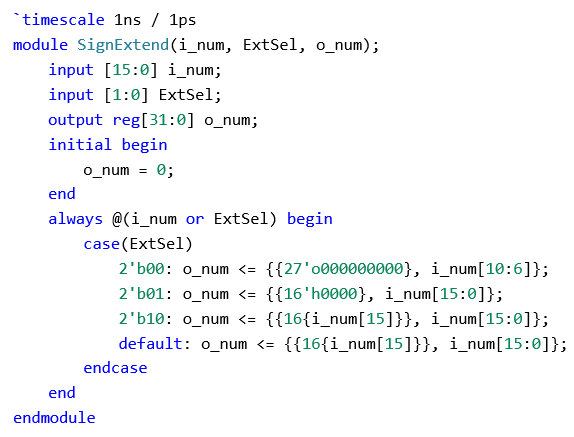 `timescale 1ns / 1ps
module SignExtend(i_num, ExtSel, o_num);
    input [15:0] i_num;
    input [1:0] ExtSel;
    output reg[31:0] o_num;
    initial begin
        o_num = 0;
    end
    always @(i_num or ExtSel) begin
        case(ExtSel)
            2'b00: o_num <= {{27'o000000000}, i_num[10:6]};
            2'b01: o_num <= {{16'h0000}, i_num[15:0]};
            2'b10: o_num <= {{16{i_num[15]}}, i_num[15:0]};
            default: o_num <= {{16{i_num[15]}}, i_num[15:0]};
        endcase
    end
endmodule